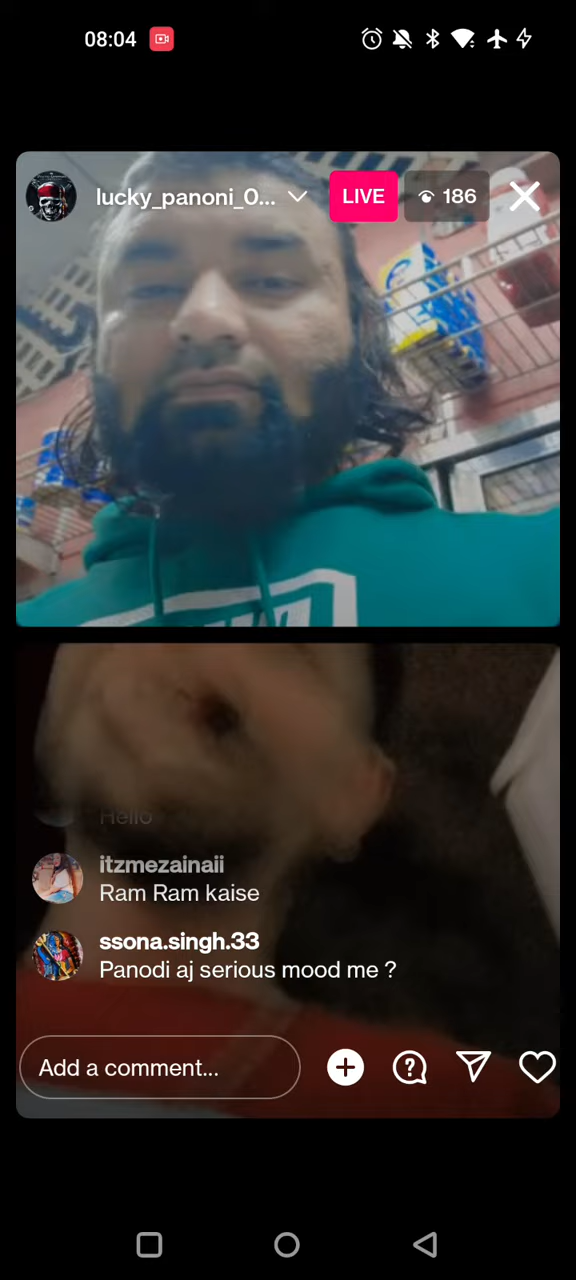 08:04
lucky_panoni_0...
LIVE
186
Hello
itzmezainaii
Ram Ram kaise
ssona.singh.33
Panodi aj serious mood me ?
Add a comment...